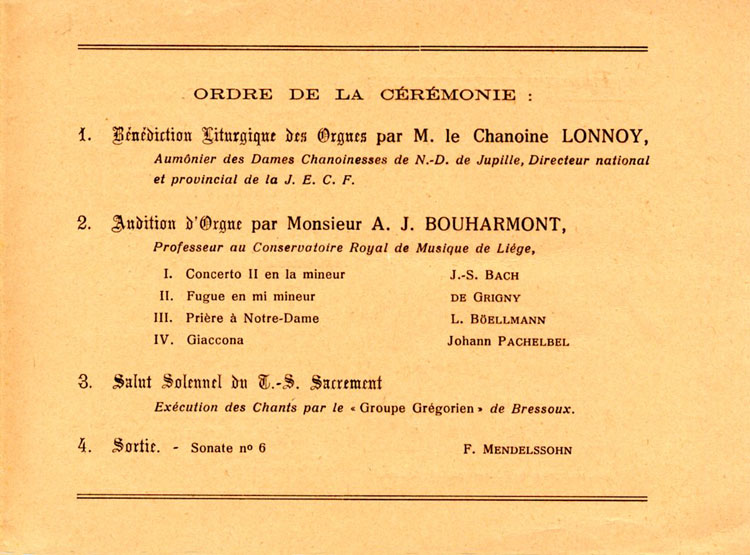 ORDRE DE LA CÉRÉMONIE :
1. Bénédiction Liturgique des Orgues par M. le Chanoine LONNOY,
Aumônier des Dames Chanoinesses de N.-D. de Jupille, Directeur national
et provincial de la J. E. C. F.
2. Audition d'Orgue par Monsieur A. J. BOUHARMONT,
Professeur au Conservatoire Royal de Musique de Liége,
I. Concerto II en la mineur J.-S. BACH
II. Fugue en mi mineur DE GRIGNY
III. Prière à Notre-Dame L. BÖELLMANN
IV. Giaccona Johann PACHELBEL
3. Salut Solennel du T.-S. Sacrement
Exécution des Chants par le « Groupe Grégorien » de Bressoux.
4. Sortie. - Sonate nº 6 F. MENDELSSOHN